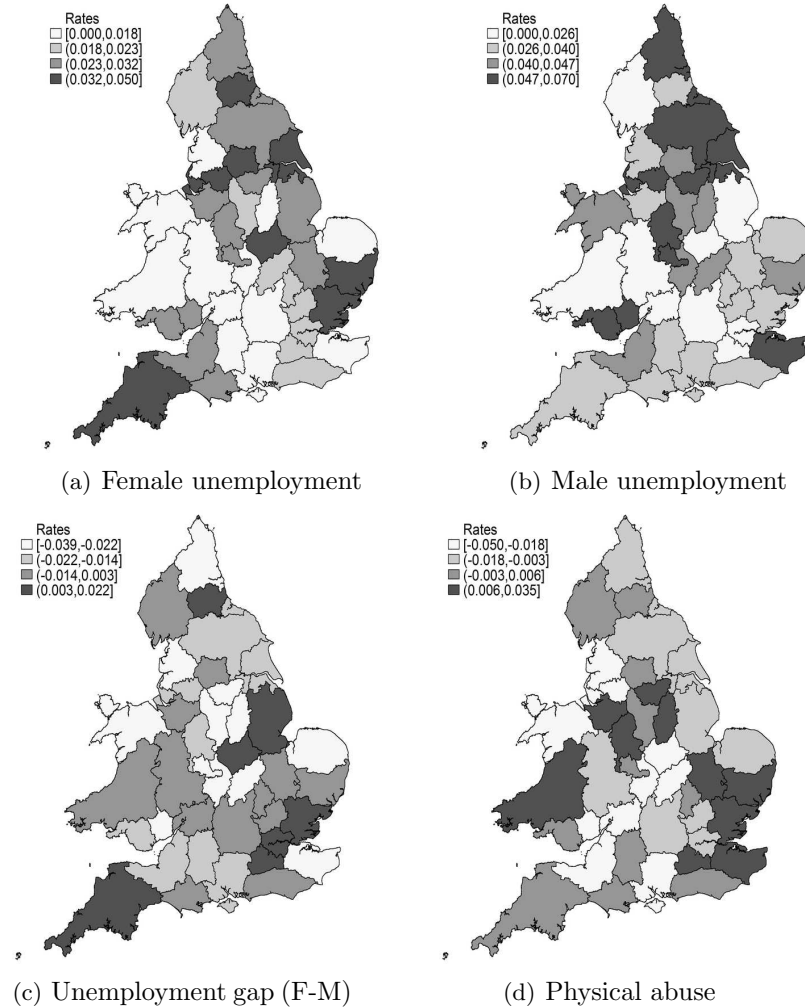 Rates
[0.000,0.018]
(0.018,0.023]
(0.023,0.032]
(0.032,0.050]
Rates
[0.000,0.026]
(0.026,0.040]
(0.040,0.047]
(0.047,0.070]
(a) Female unemployment
(b) Male unemployment
Rates
[-0.039,-0.022]
(-0.022,-0.014]
(-0.014,0.003]
(0.003,0.022]
Rates
[-0.050,-0.018]
(-0.018,-0.003]
(-0.003,0.006]
(0.006,0.035]
(c) Unemployment gap (F-M)
(d) Physical abuse